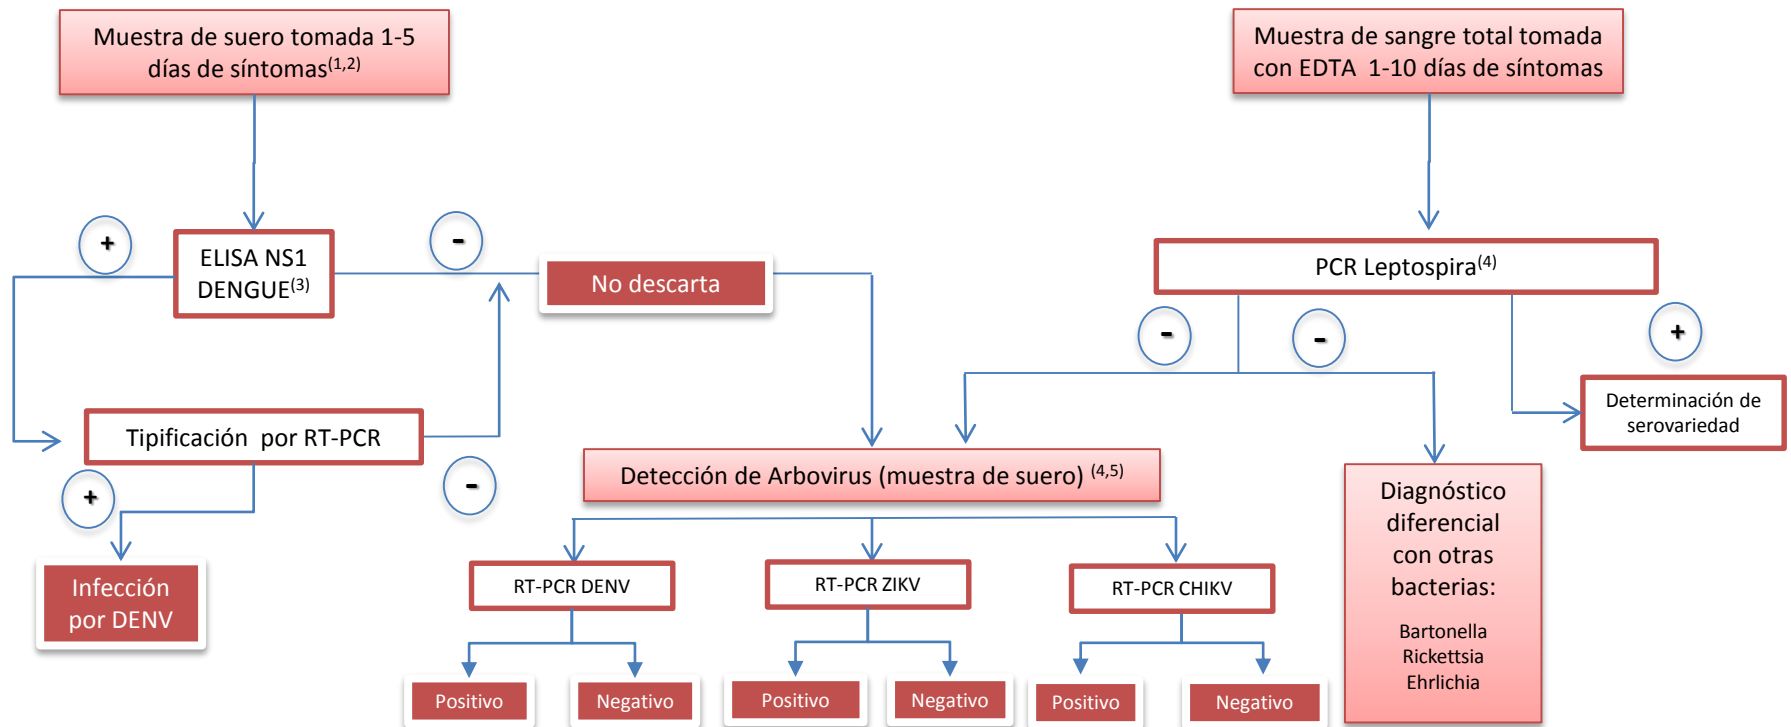 Muestra de suero tomada 1-5
días de síntomas(1,2)
Muestra de sangre total tomada
con EDTA 1-10 días de síntomas
+
-
ELISA NS1
DENGUE(3)
No descarta
PCR Leptospira(4)
-
-
+
Tipificación por RT-PCR
Determinación de
serovariedad
+
-
Detección de Arbovirus (muestra de suero) (4,5)
Diagnóstico
diferencial
con otras
bacterias:
Bartonella
Rickettsia
Ehrlichia
Infección
por DENV
RT-PCR DENV
RT-PCR ZIKV
RT-PCR CHIKV
Positivo
Negativo
Positivo
Negativo
Positivo
Negativo